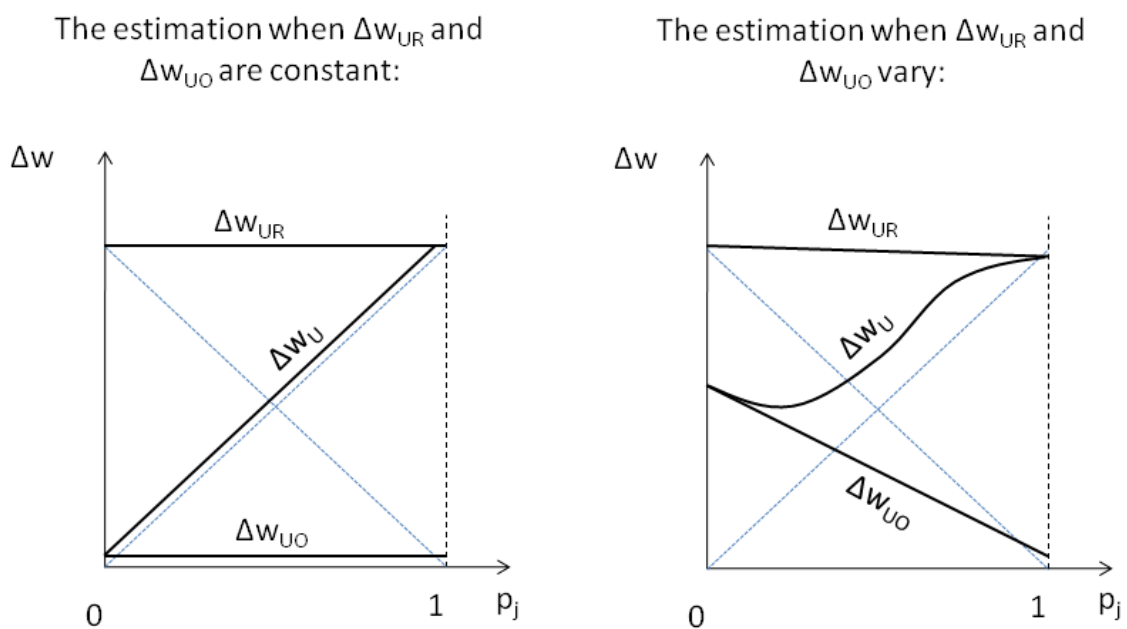 The estimation when Δw_UR and
Δw_UO are constant:
Δw
Δw_UR
Δw_U
Δw_UO
0
1
p_j
The estimation when Δw_UR and
Δw_UO vary:
Δw
Δw_UR
Δw_U
Δw_UO
0
1
p_j